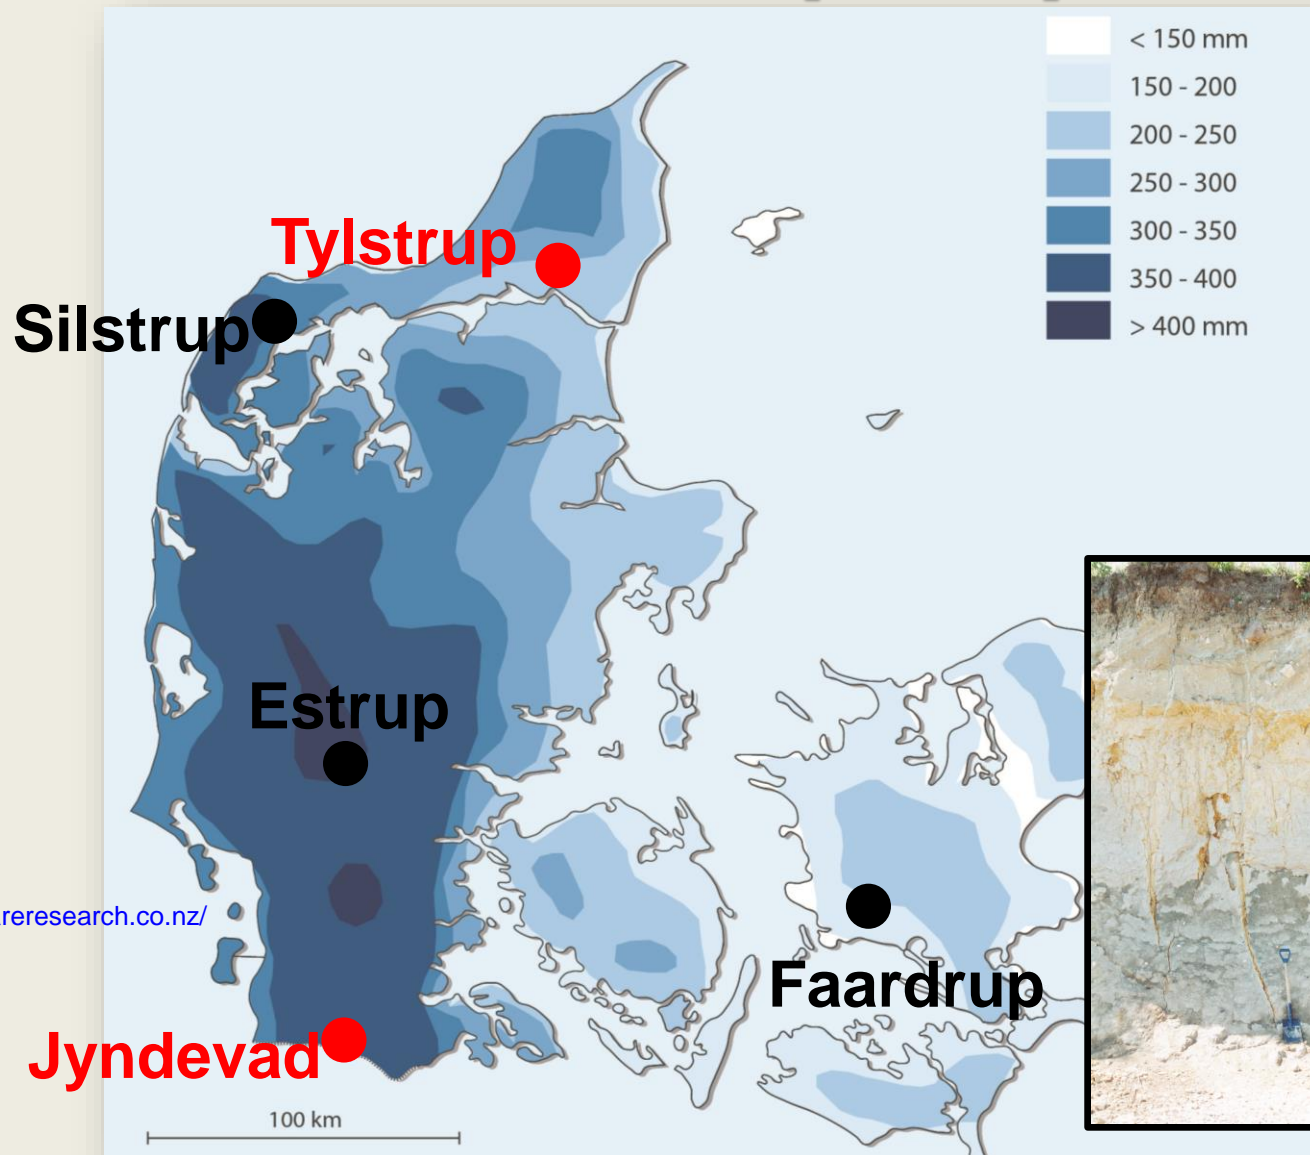 < 150 mm
150 - 200
200 - 250
250 - 300
300 - 350
350 - 400
> 400 mm
Tylstrup
Silstrup
Estrup
reresearch.co.nz/
Faardrup
Jyndevad
100 km